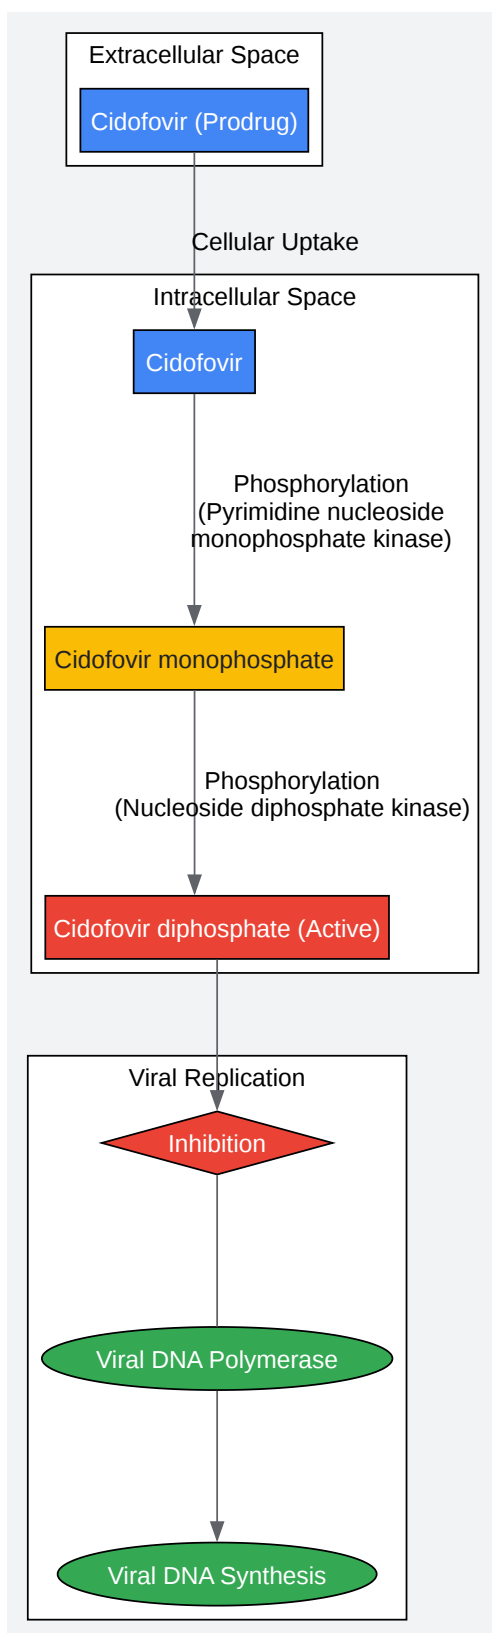 Extracellular Space
Cidofovir (Prodrug)
Cellular Uptake
Intracellular Space
Cidofovir
Phosphorylation
(Pyrimidine nucleoside
monophosphate kinase)
Cidofovir monophosphate
Phosphorylation
(Nucleoside diphosphate kinase)
Cidofovir diphosphate (Active)
Viral Replication
Inhibition
Viral DNA Polymerase
Viral DNA Synthesis